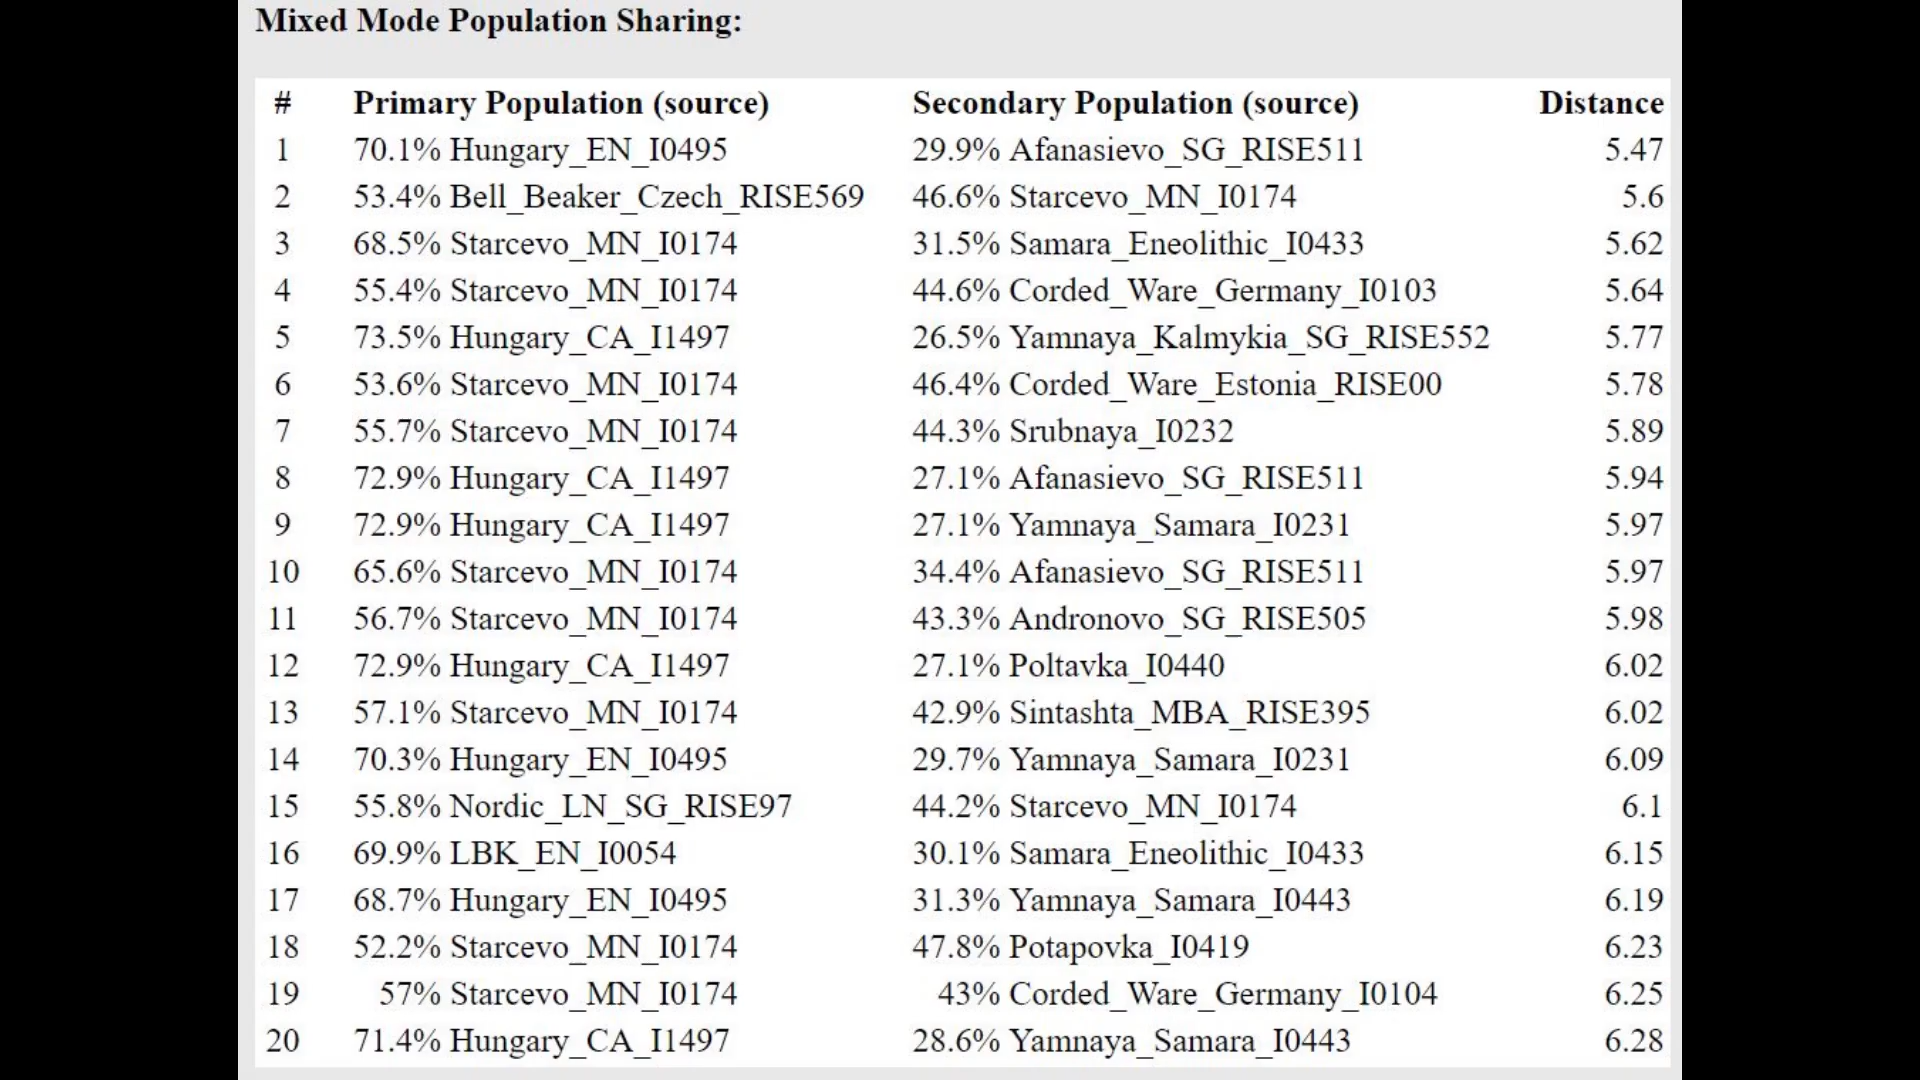 Mixed Mode Population Sharing:
# Primary Population (source) Secondary Population (source) Distance
1 70.1% Hungary_EN_I0495 29.9% Afanasievo_SG_RISE511 5.47
2 53.4% Bell_Beaker_Czech_RISE569 46.6% Starcevo_MN_I0174 5.6
3 68.5% Starcevo_MN_I0174 31.5% Samara_Eneolithic_I0433 5.62
4 55.4% Starcevo_MN_I0174 44.6% Corded_Ware_Germany_I0103 5.64
5 73.5% Hungary_CA_I1497 26.5% Yamnaya_Kalmykia_SG_RISE552 5.77
6 53.6% Starcevo_MN_I0174 46.4% Corded_Ware_Estonia_RISE00 5.78
7 55.7% Starcevo_MN_I0174 44.3% Srubnaya_I0232 5.89
8 72.9% Hungary_CA_I1497 27.1% Afanasievo_SG_RISE511 5.94
9 72.9% Hungary_CA_I1497 27.1% Yamnaya_Samara_I0231 5.97
10 65.6% Starcevo_MN_I0174 34.4% Afanasievo_SG_RISE511 5.97
11 56.7% Starcevo_MN_I0174 43.3% Andronovo_SG_RISE505 5.98
12 72.9% Hungary_CA_I1497 27.1% Poltavka_I0440 6.02
13 57.1% Starcevo_MN_I0174 42.9% Sintashta_MBA_RISE395 6.02
14 70.3% Hungary_EN_I0495 29.7% Yamnaya_Samara_I0231 6.09
15 55.8% Nordic_LN_SG_RISE97 44.2% Starcevo_MN_I0174 6.1
16 69.9% LBK_EN_I0054 30.1% Samara_Eneolithic_I0433 6.15
17 68.7% Hungary_EN_I0495 31.3% Yamnaya_Samara_I0443 6.19
18 52.2% Starcevo_MN_I0174 47.8% Potapovka_I0419 6.23
19 57% Starcevo_MN_I0174 43% Corded_Ware_Germany_I0104 6.25
20 71.4% Hungary_CA_I1497 28.6% Yamnaya_Samara_I0443 6.28